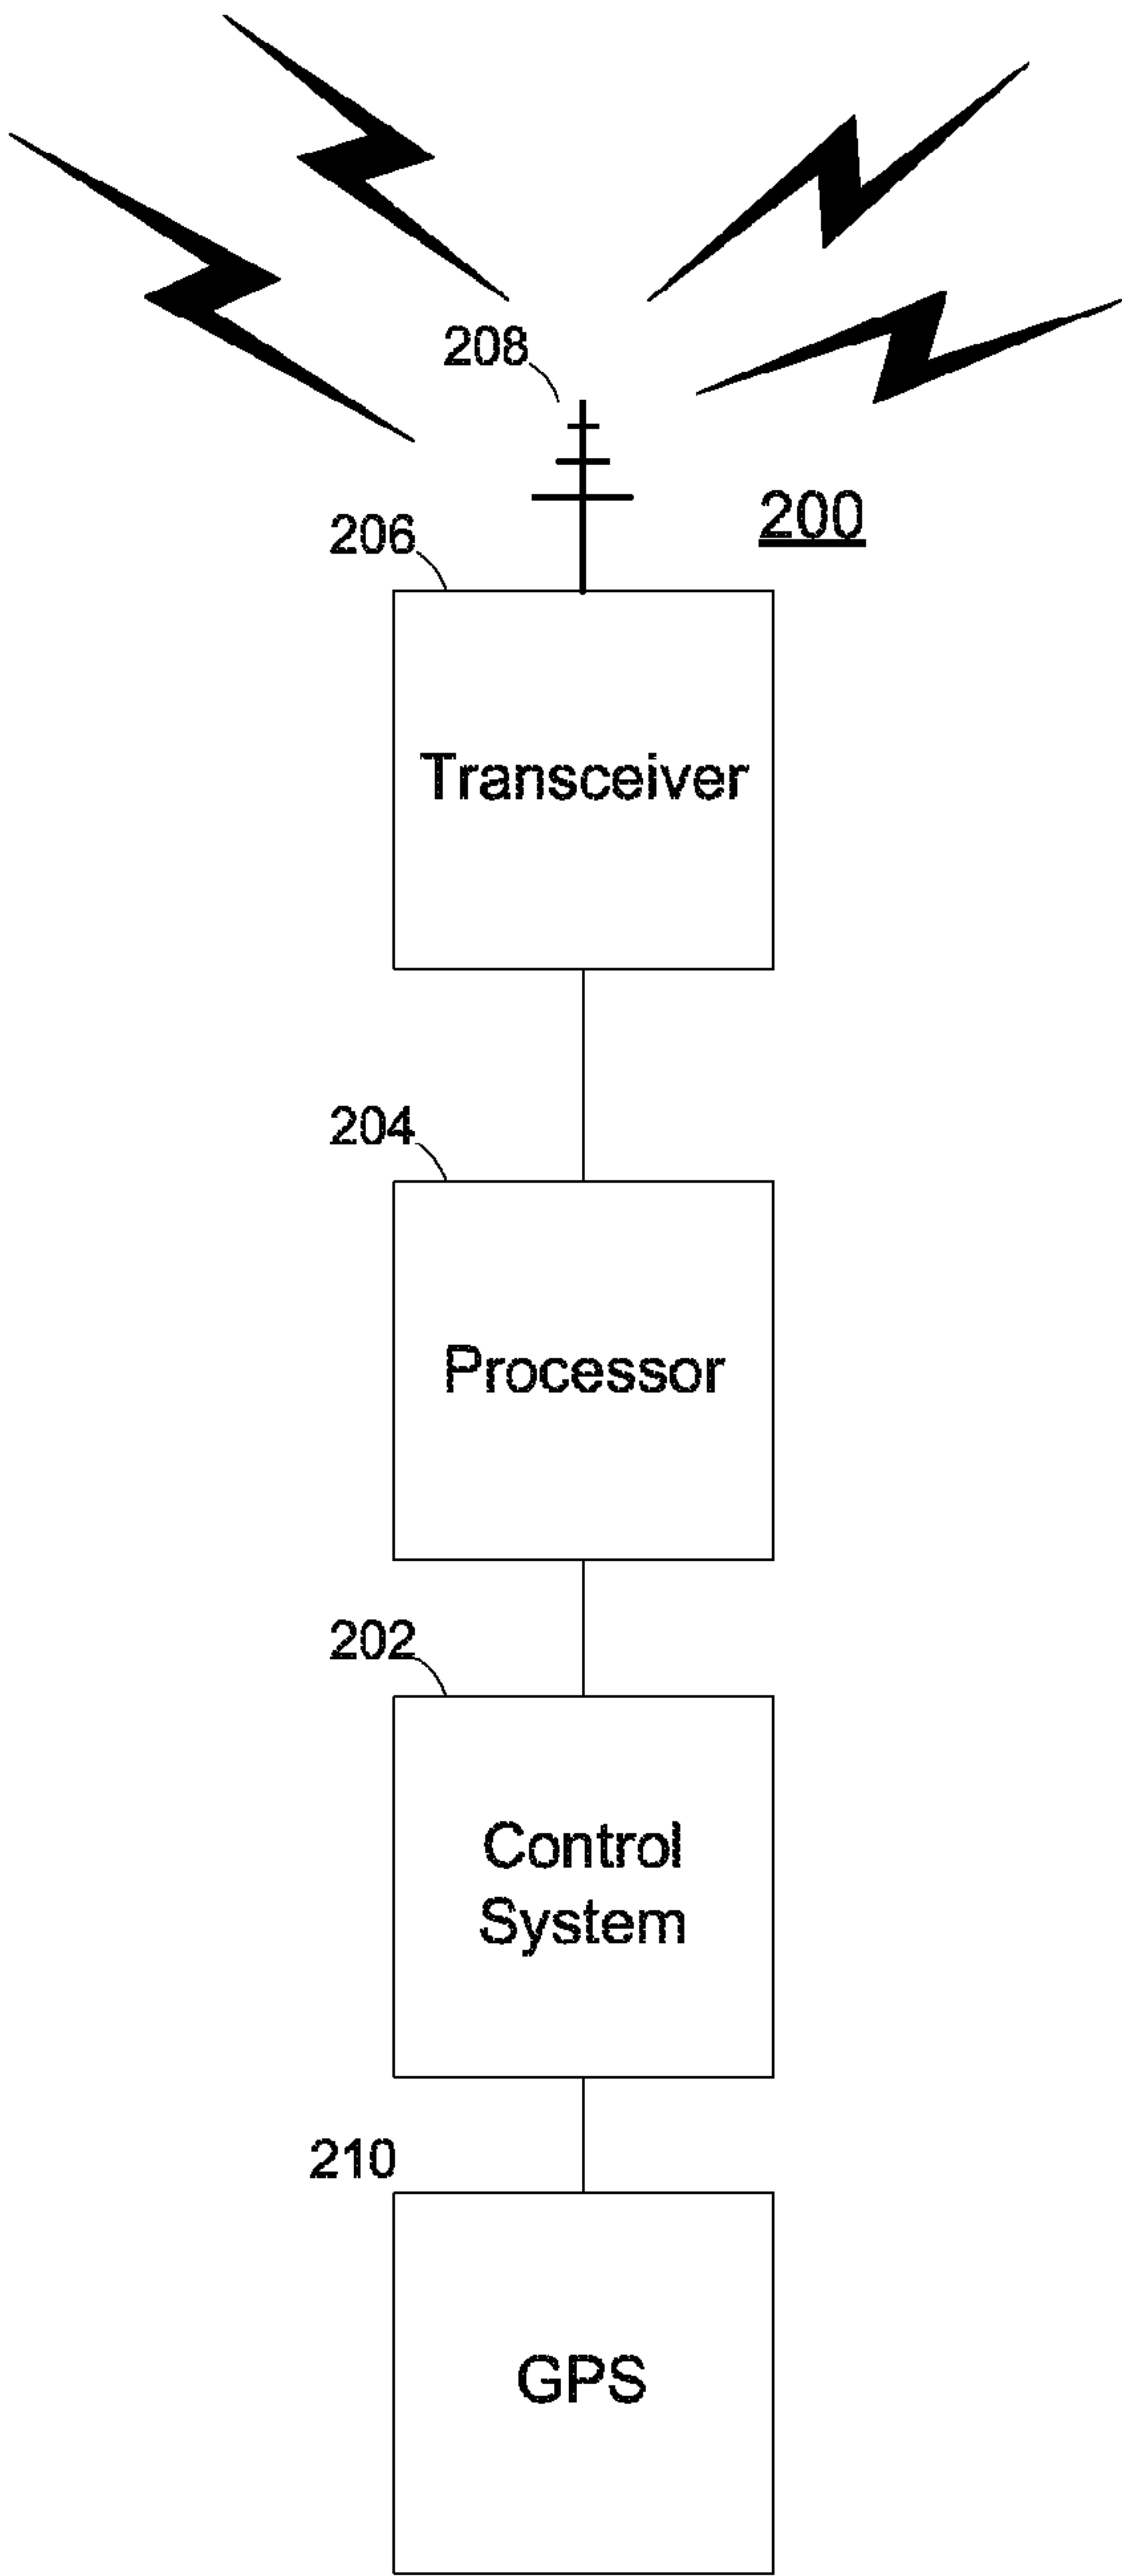 208
200
206
Transceiver
204
Processor
202
Control
System
210
GPS